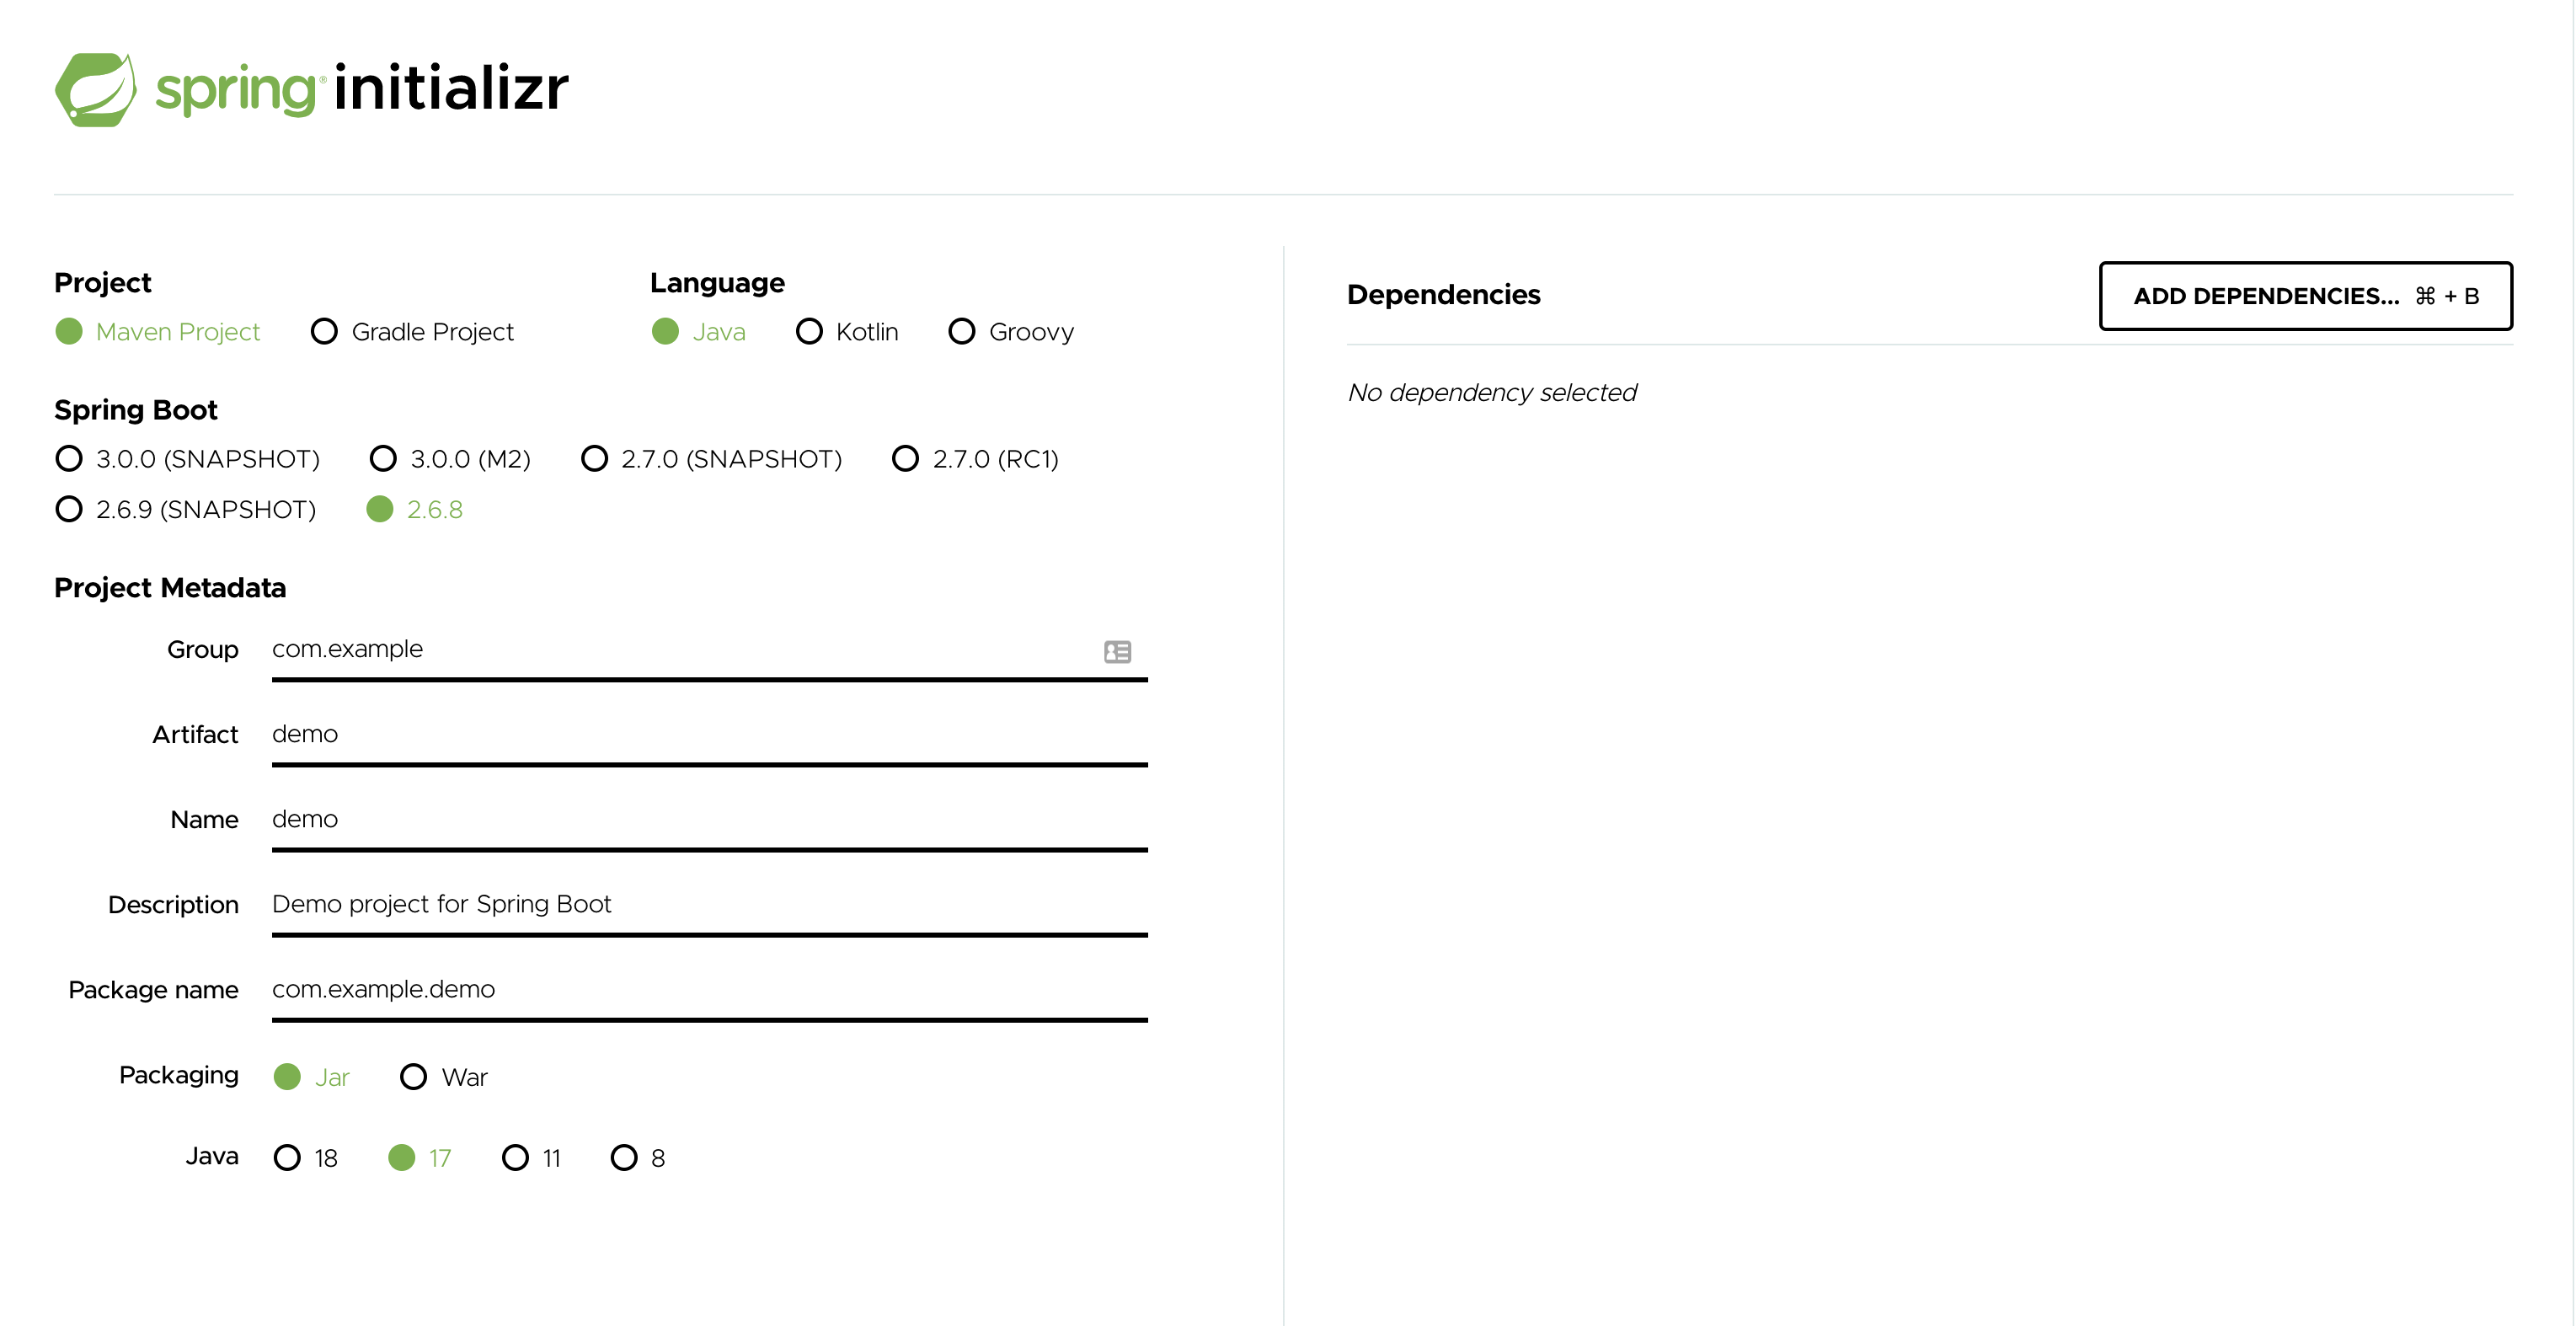 spring® initializr
Project
Maven Project Gradle Project
Language
Java Kotlin Groovy
Spring Boot
3.0.0 (SNAPSHOT) 3.0.0 (M2) 2.7.0 (SNAPSHOT) 2.7.0 (RC1)
2.6.9 (SNAPSHOT) 2.6.8
Project Metadata
Group com.example
Artifact demo
Name demo
Description Demo project for Spring Boot
Package name com.example.demo
Packaging Jar War
Java 18 17 11 8
Dependencies
ADD DEPENDENCIES... ⌘ + B
No dependency selected